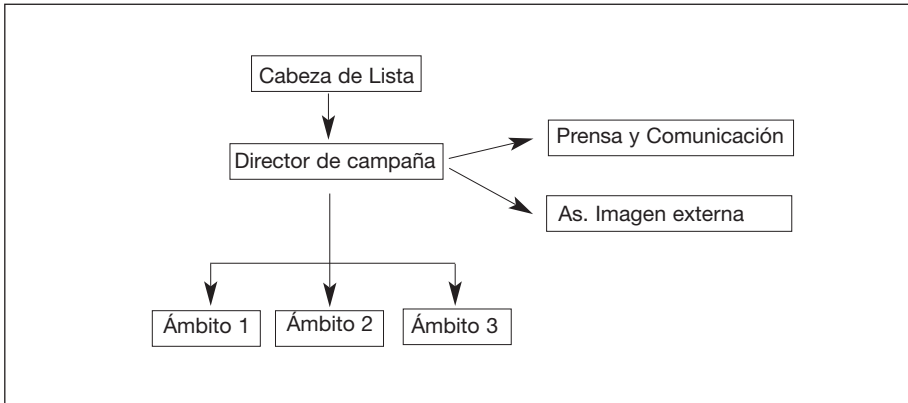 Cabeza de Lista
Director de campaña
Prensa y Comunicación
As. Imagen externa
Ámbito 1
Ámbito 2
Ámbito 3